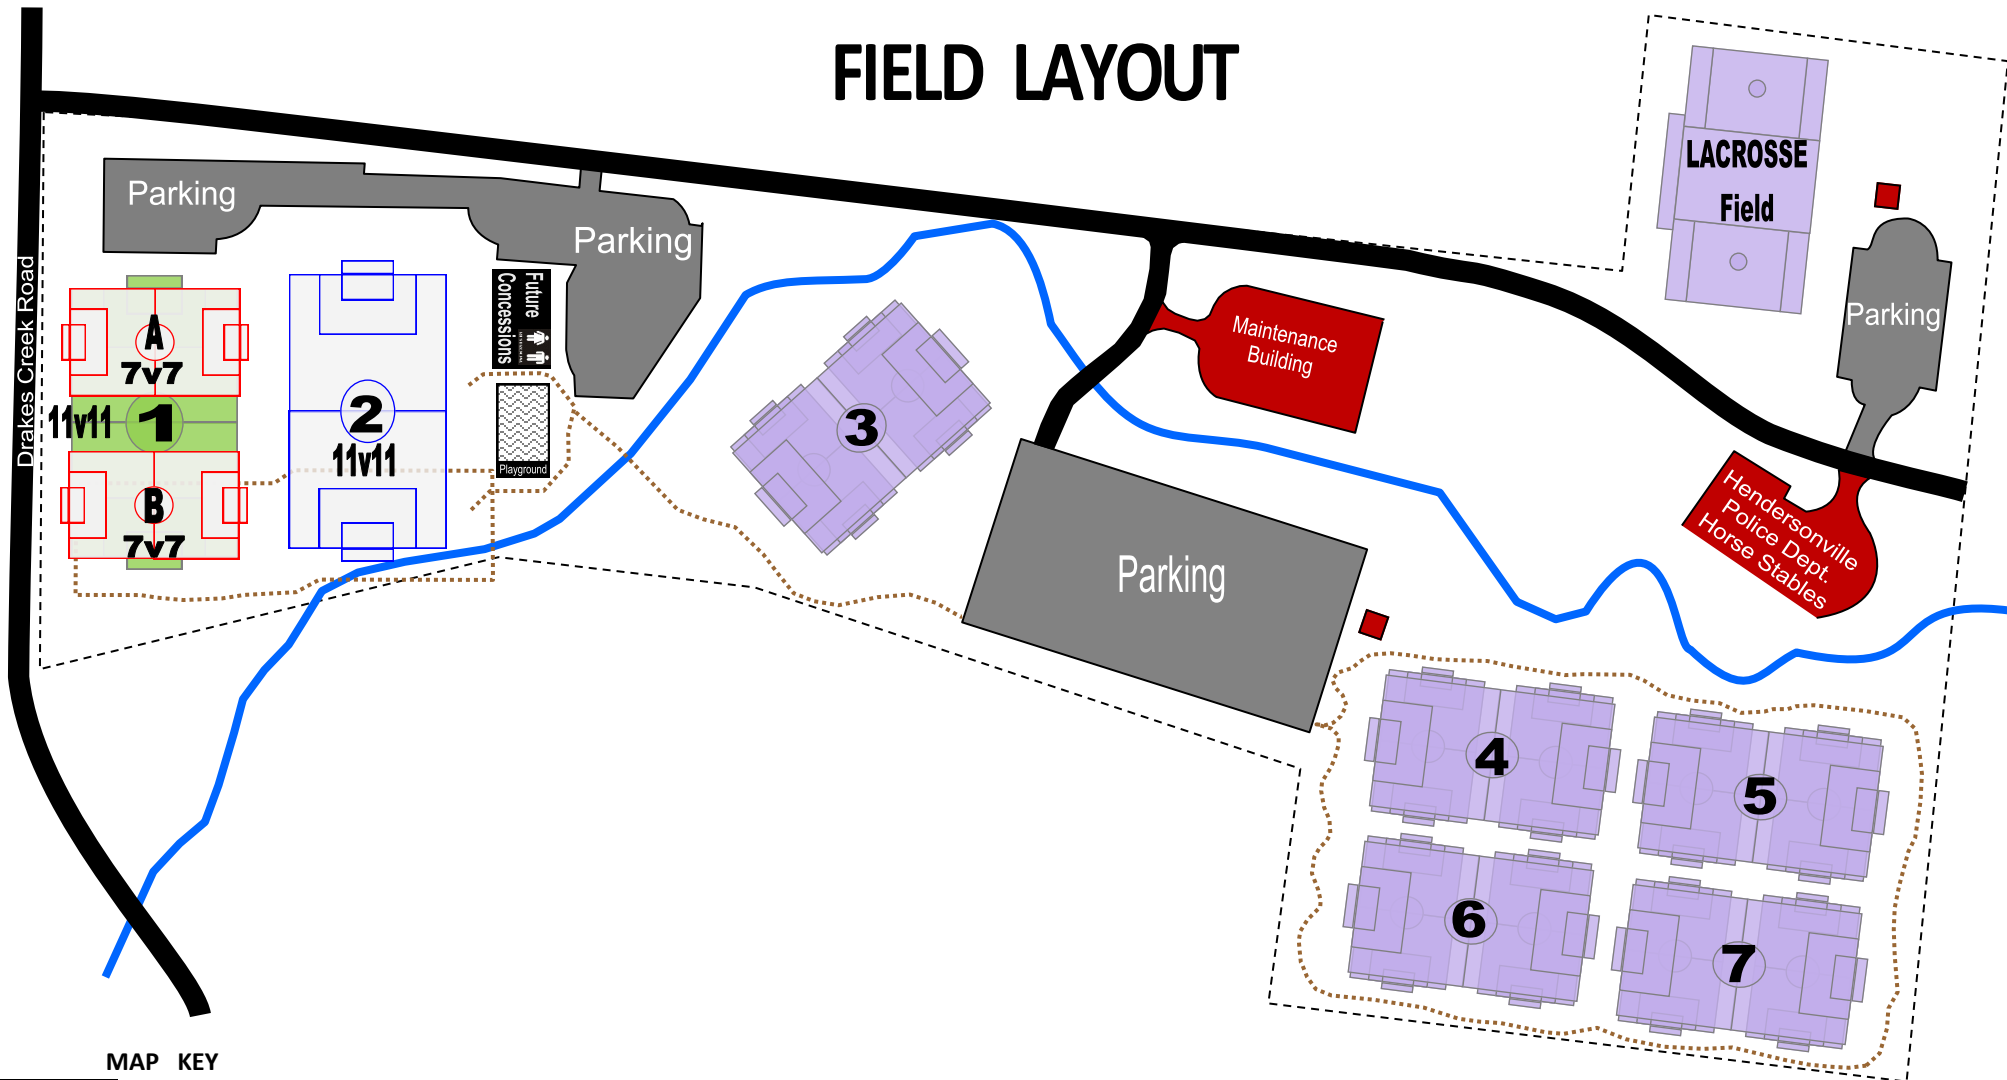 FIELD LAYOUT
Drakes Creek Road
Parking
Parking
A
7v7
11v11
1
B
7v7
2
11v11
Future
Concessions
Playground
3
Maintenance
Building
Parking
LACROSSE
Field
Parking
Hendersonville
Police Dept.
Horse Stables
4
5
6
7
MAP KEY